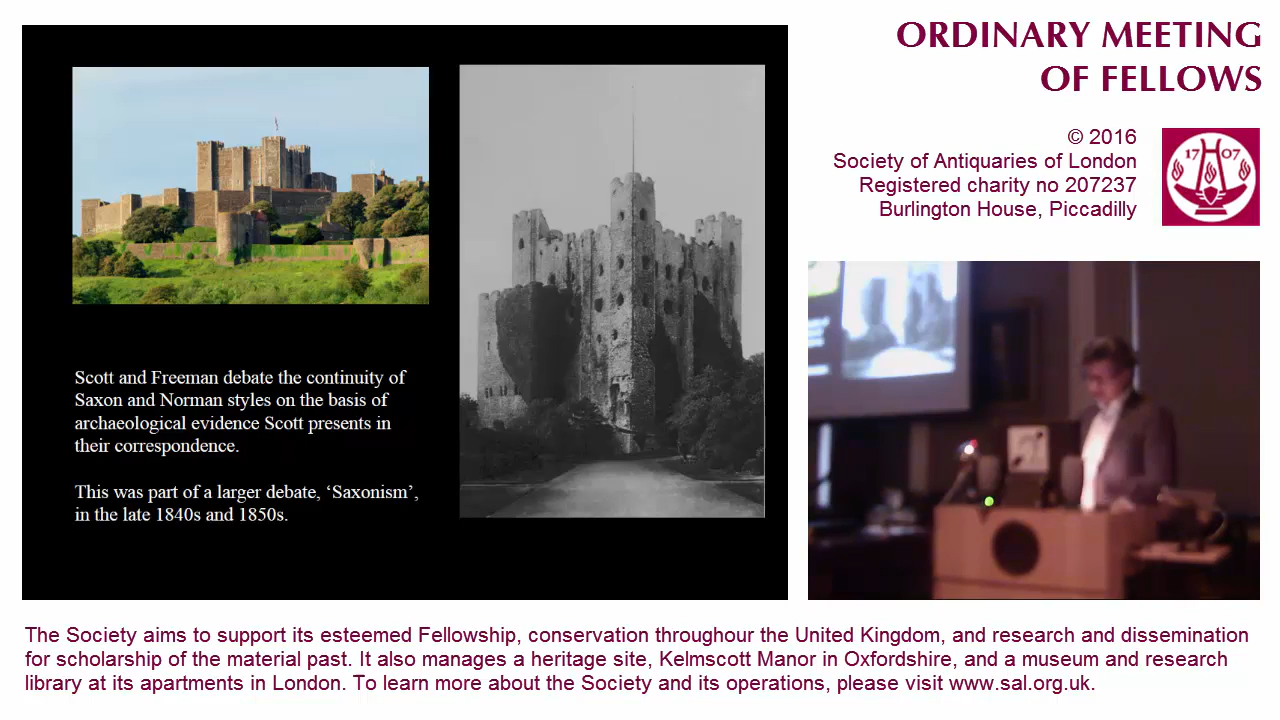 ORDINARY MEETING
OF FELLOWS
© 2016
Society of Antiquaries of London
Registered charity no 207237
Burlington House, Piccadilly
17 07
Scott and Freeman debate the continuity of
Saxon and Norman styles on the basis of
archaeological evidence Scott presents in
their correspondence.
This was part of a larger debate, ‘Saxonism’,
in the late 1840s and 1850s.
The Society aims to support its esteemed Fellowship, conservation throughour the United Kingdom, and research and dissemination
for scholarship of the material past. It also manages a heritage site, Kelmscott Manor in Oxfordshire, and a museum and research
library at its apartments in London. To learn more about the Society and its operations, please visit www.sal.org.uk.